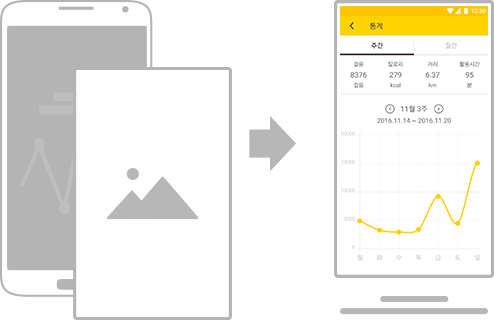 12:30
통계
주간 월간
걸음 칼로리 거리 활동시간
8376 279 6.37 95
걸음 kcal km 분
11월 3주
2016.11.14 ~ 2016.11.20
20000
15000
10000
5000
0
월 화 수 목 금 토 일